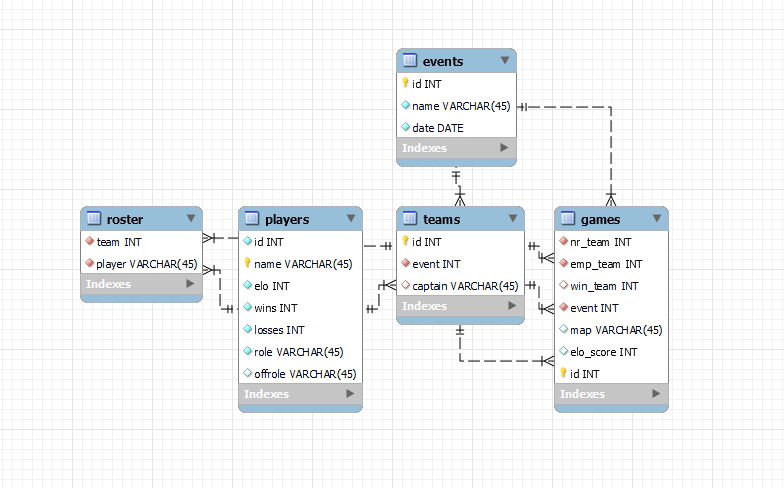 events
id INT
name VARCHAR(45)
date DATE
Indexes
roster
team INT
player VARCHAR(45)
Indexes
players
id INT
name VARCHAR(45)
elo INT
wins INT
losses INT
role VARCHAR(45)
offrole VARCHAR(45)
Indexes
teams
id INT
event INT
captain VARCHAR(45)
Indexes
games
nr_team INT
emp_team INT
win_team INT
event INT
map VARCHAR(45)
elo_score INT
id INT
Indexes